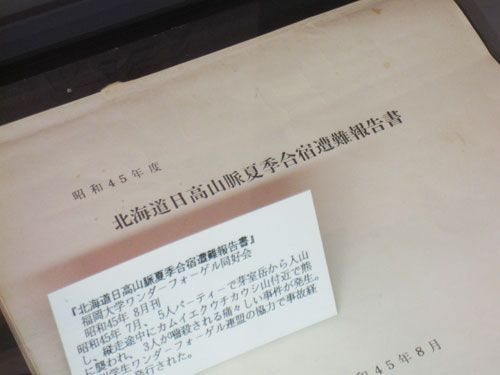 昭和45年度
北海道日高山脈夏季合宿遭難報告書
『北海道日高山脈夏季合宿遭難報告書』
福岡大学ワンダーフォーゲル同好会
昭和45年 8月刊
昭和45年 7月、5人パーティーで芽室岳から入山
し、縦走途中にカムイエクウチカウシ山付近で熊
に襲われ、3人が噛殺される痛々しい事件が発生。
学生ワンダーフォーゲル連盟の協力で事故経
発行された。
45年8月